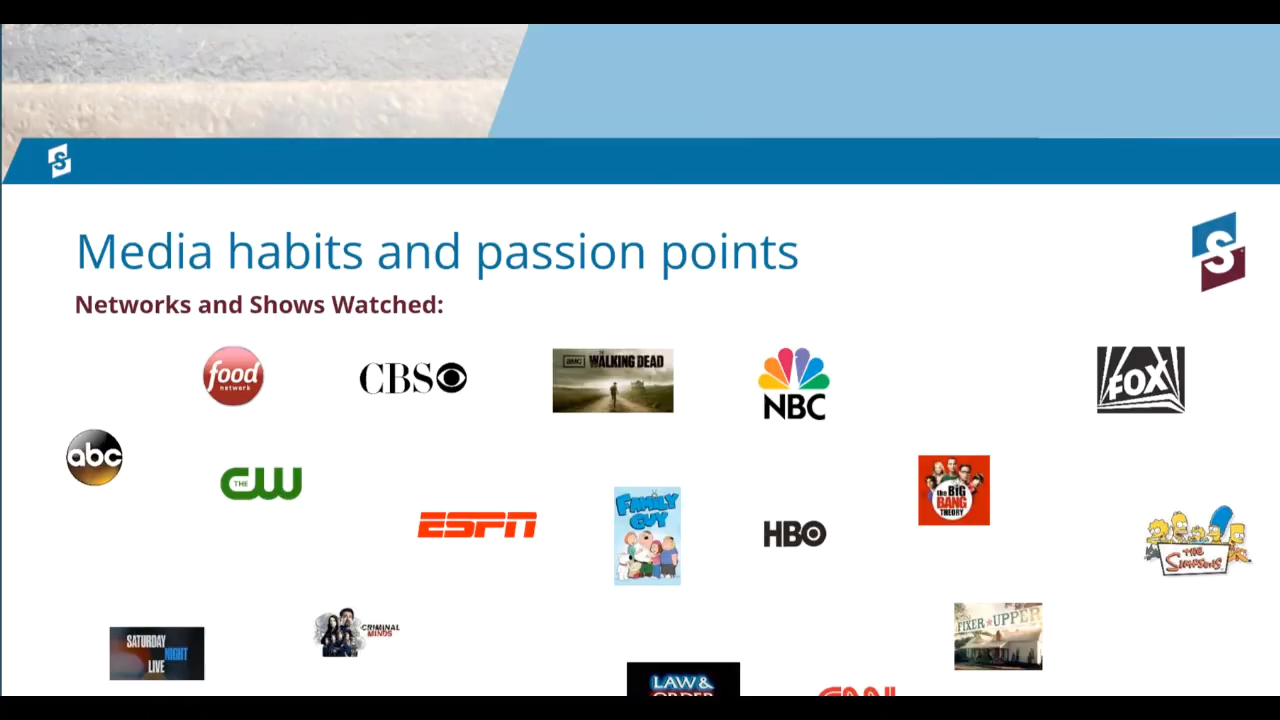 S
Media habits and passion points
S
Networks and Shows Watched:
food
network
CBS
amc THE WALKING DEAD
NBC
FOX
abc
THE CW
the BiG
BANG
THEORY
ESPN
FAMILY
GUY
HBO
THE
SIMPSONS
FIXER UPPER
CRIMINAL
MINDS
SATURDAY
NIGHT
LIVE
LAW &
ORDER
CNN